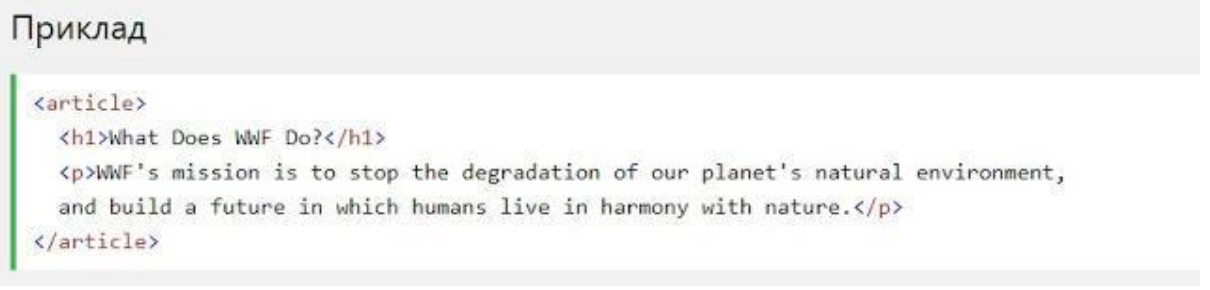 Приклад
<article>
<h1>What Does WWF Do?</h1>
<p>WWF's mission is to stop the degradation of our planet's natural environment,
and build a future in which humans live in harmony with nature.</p>
</article>